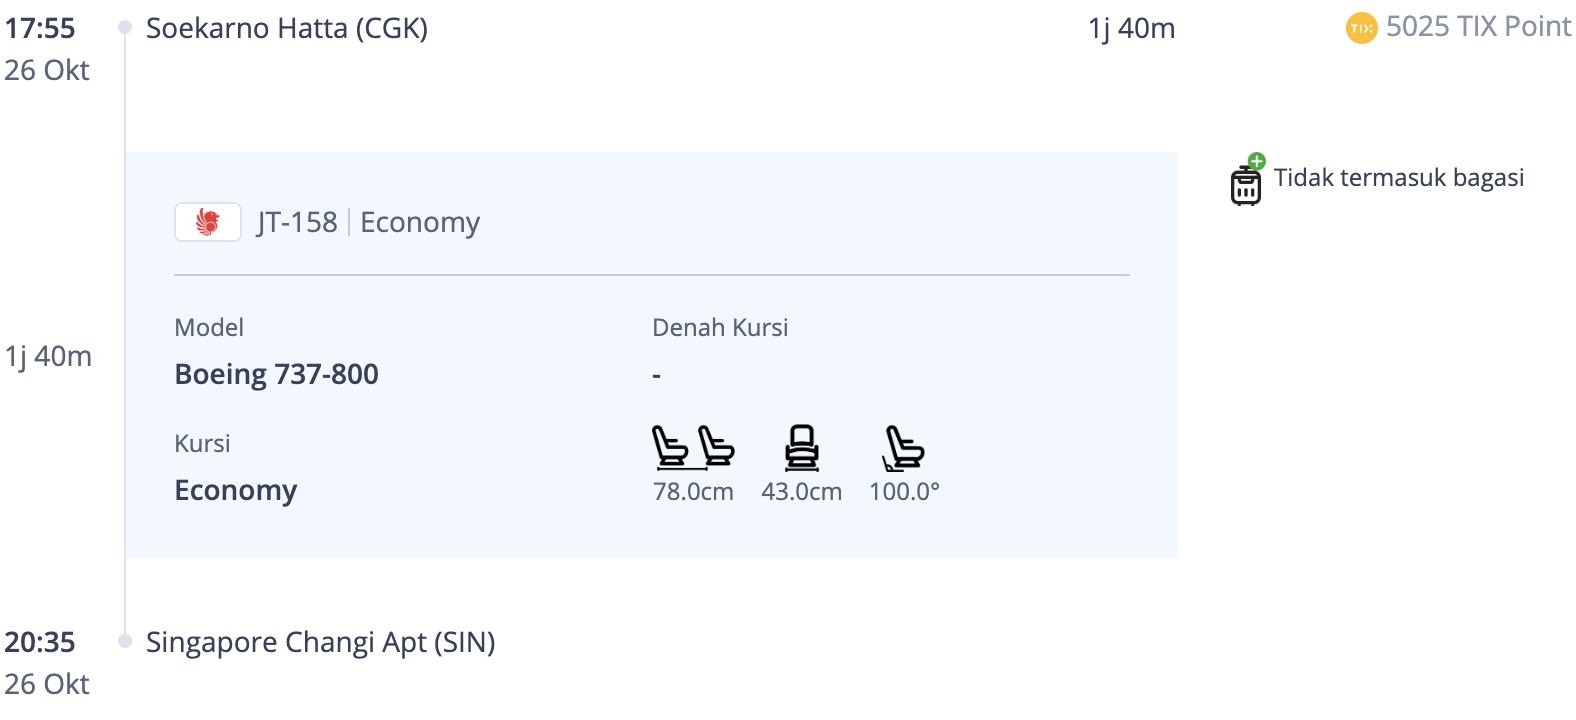 17:55 Soekarno Hatta (CGK) 1j 40m TIX 5025 TIX Point
26 Okt
Tidak termasuk bagasi
JT-158 Economy
Model Denah Kursi
1j 40m
Boeing 737-800 -
Kursi
Economy
78.0cm 43.0cm 100.0°
20:35 Singapore Changi Apt (SIN)
26 Okt